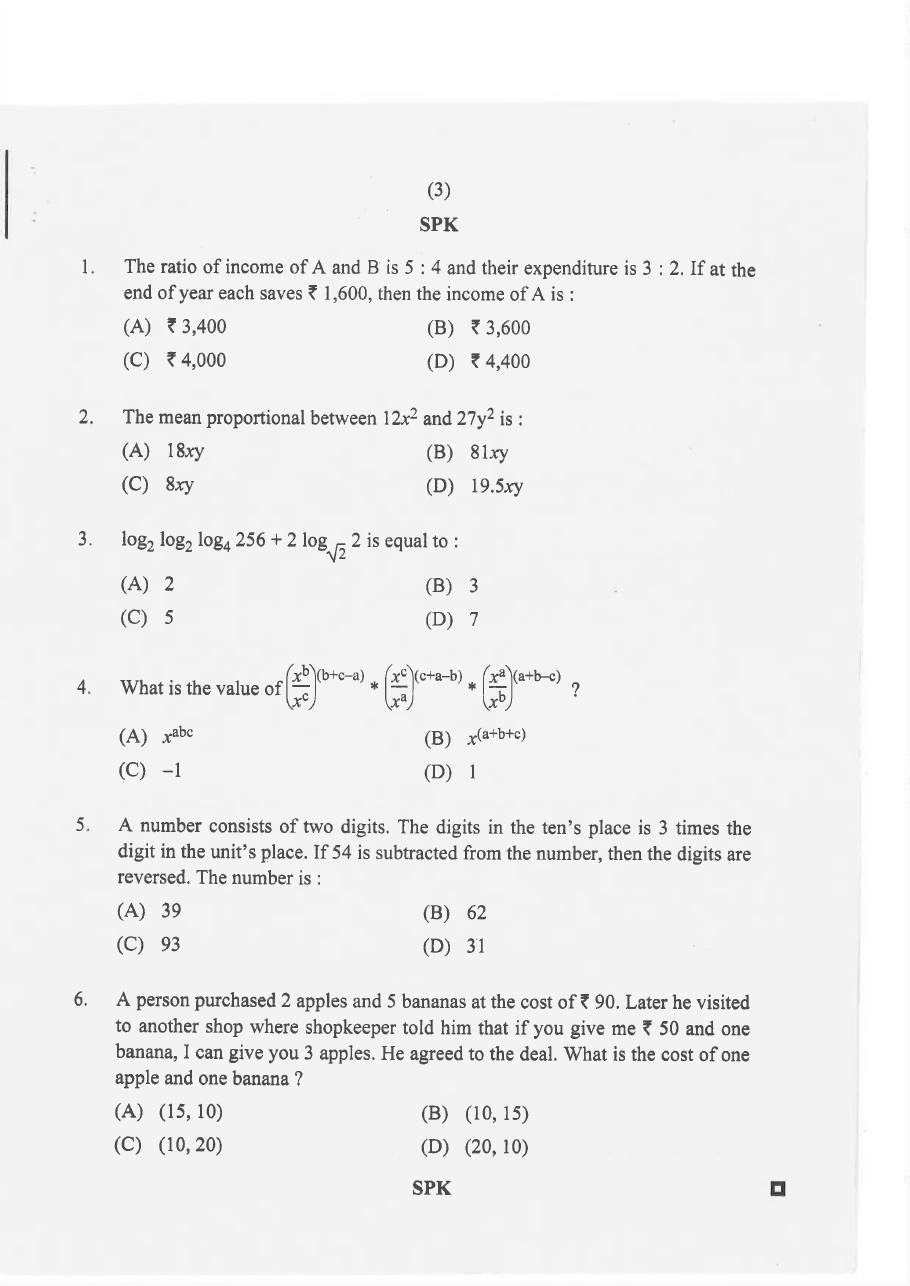 (3)
SPK
1. The ratio of income of A and B is 5 : 4 and their expenditure is 3 : 2. If at the
end of year each saves ₹ 1,600, then the income of A is :
(A) ₹ 3,400 (B) ₹ 3,600
(C) ₹ 4,000 (D) ₹ 4,400
2. The mean proportional between 12x² and 27y² is :
(A) 18xy (B) 81xy
(C) 8xy (D) 19.5xy
3. log₂ log₂ log₄ 256 + 2 log_√2 2 is equal to :
(A) 2 (B) 3
(C) 5 (D) 7
4. What is the value of (x^b/x^c)^(b+c–a) * (x^c/x^a)^(c+a–b) * (x^a/x^b)^(a+b–c) ?
(A) x^abc (B) x^(a+b+c)
(C) –1 (D) 1
5. A number consists of two digits. The digits in the ten's place is 3 times the
digit in the unit's place. If 54 is subtracted from the number, then the digits are
reversed. The number is :
(A) 39 (B) 62
(C) 93 (D) 31
6. A person purchased 2 apples and 5 bananas at the cost of ₹ 90. Later he visited
to another shop where shopkeeper told him that if you give me ₹ 50 and one
banana, I can give you 3 apples. He agreed to the deal. What is the cost of one
apple and one banana ?
(A) (15, 10) (B) (10, 15)
(C) (10, 20) (D) (20, 10)
SPK